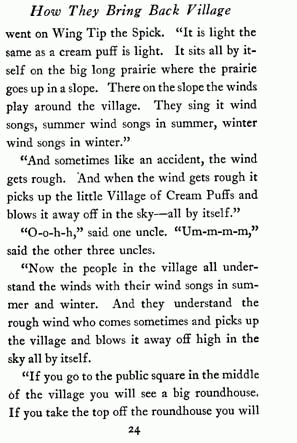 How They Bring Back Village
went on Wing Tip the Spick. “It is light the
same as a cream puff is light. It sits all by it-
self on the big long prairie where the prairie
goes up in a slope. There on the slope the winds
play around the village. They sing it wind
songs, summer wind songs in summer, winter
wind songs in winter.”
“And sometimes like an accident, the wind
gets rough. And when the wind gets rough it
picks up the little Village of Cream Puffs and
blows it away off in the sky—all by itself.”
“O-o-h-h,” said one uncle. “Um-m-m-m,”
said the other three uncles.
“Now the people in the village all under-
stand the winds with their wind songs in sum-
mer and winter. And they understand the
rough wind who comes sometimes and picks up
the village and blows it away off high in the
sky all by itself.
“If you go to the public square in the middle
of the village you will see a big roundhouse.
If you take the top off the roundhouse you will
24